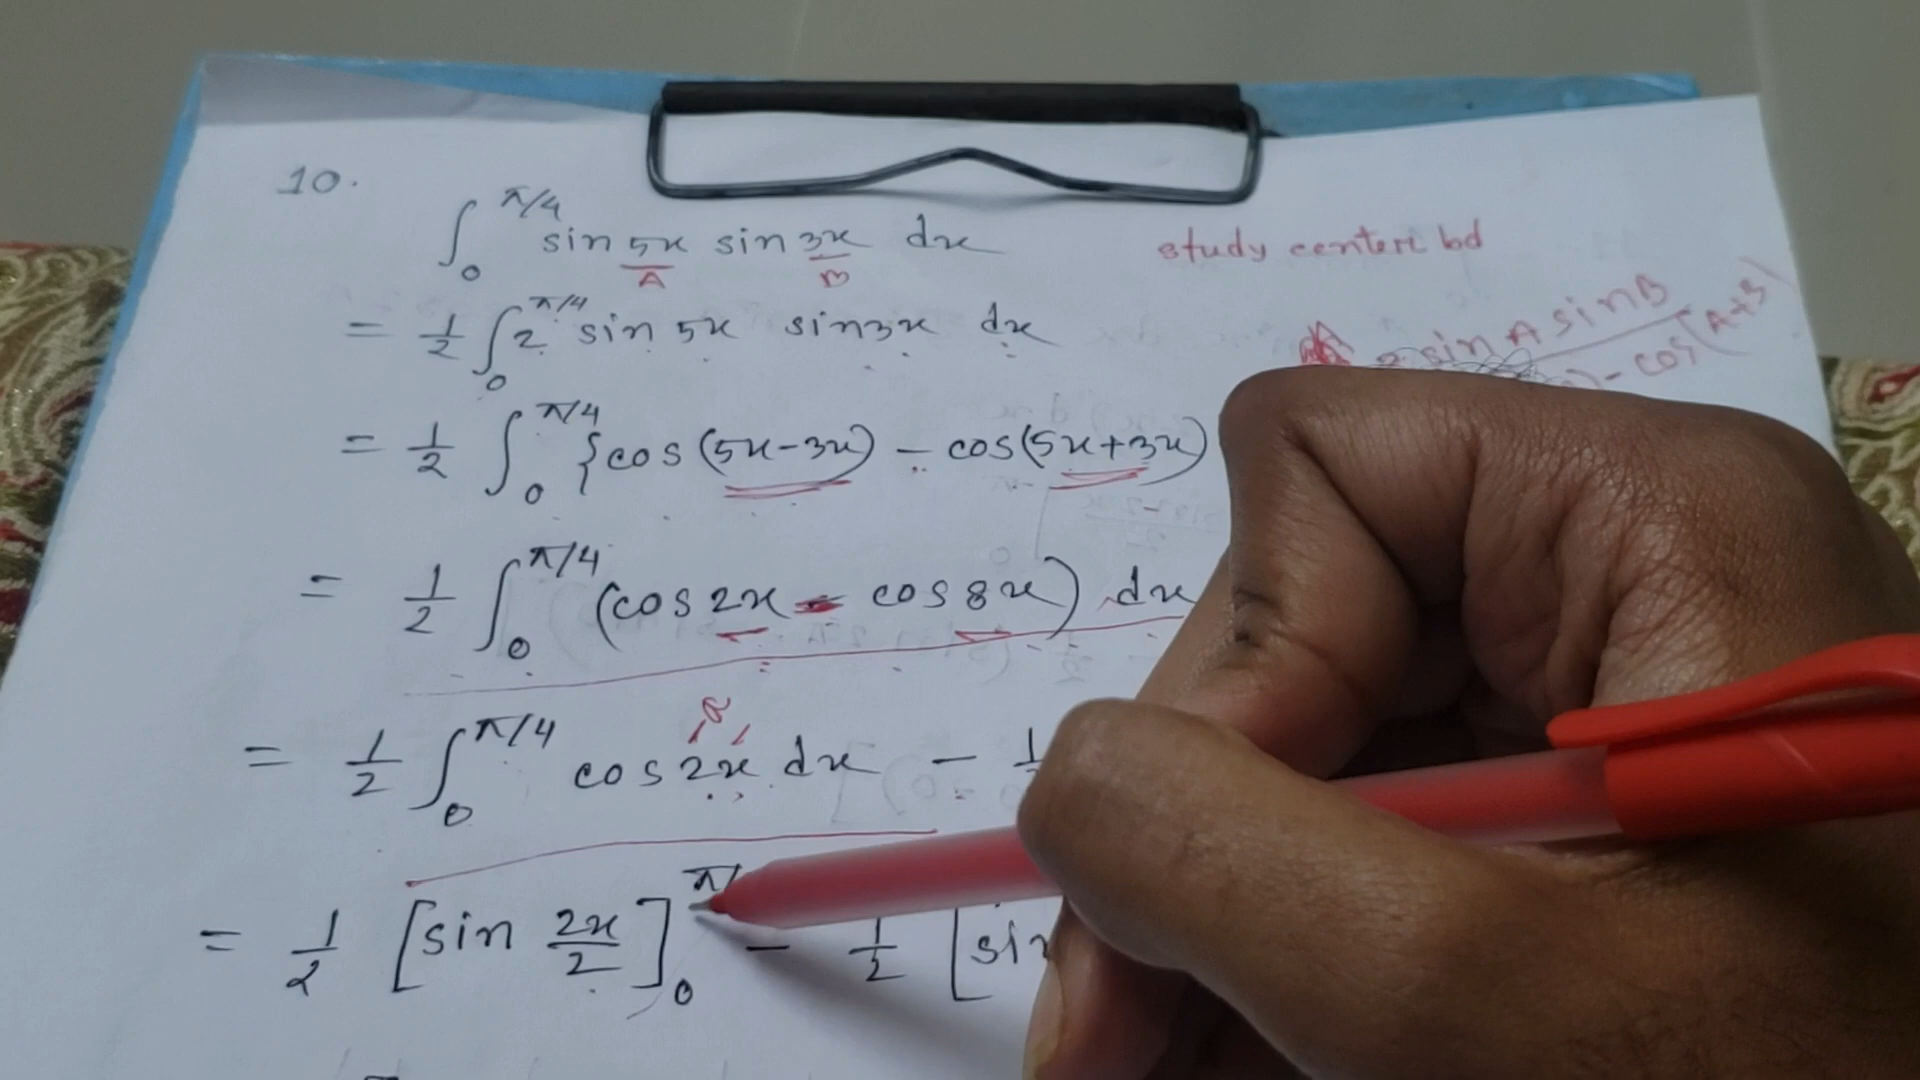 10.
∫₀^π/4 sin 5x sin 3x dx
A B
study center bd
= 1/2 ∫₀^π/4 2 sin 5x sin 3x dx
2 sin A sin B
- cos(A+B)
= 1/2 ∫₀^π/4 {cos (5x-3x) - cos(5x+3x)
= 1/2 ∫₀^π/4 (cos 2x - cos 8x) dx
= 1/2 ∫₀^π/4 cos 2x dx - 1
= 1/2 [sin 2x/2]₀^π/ - 1/2 [sin